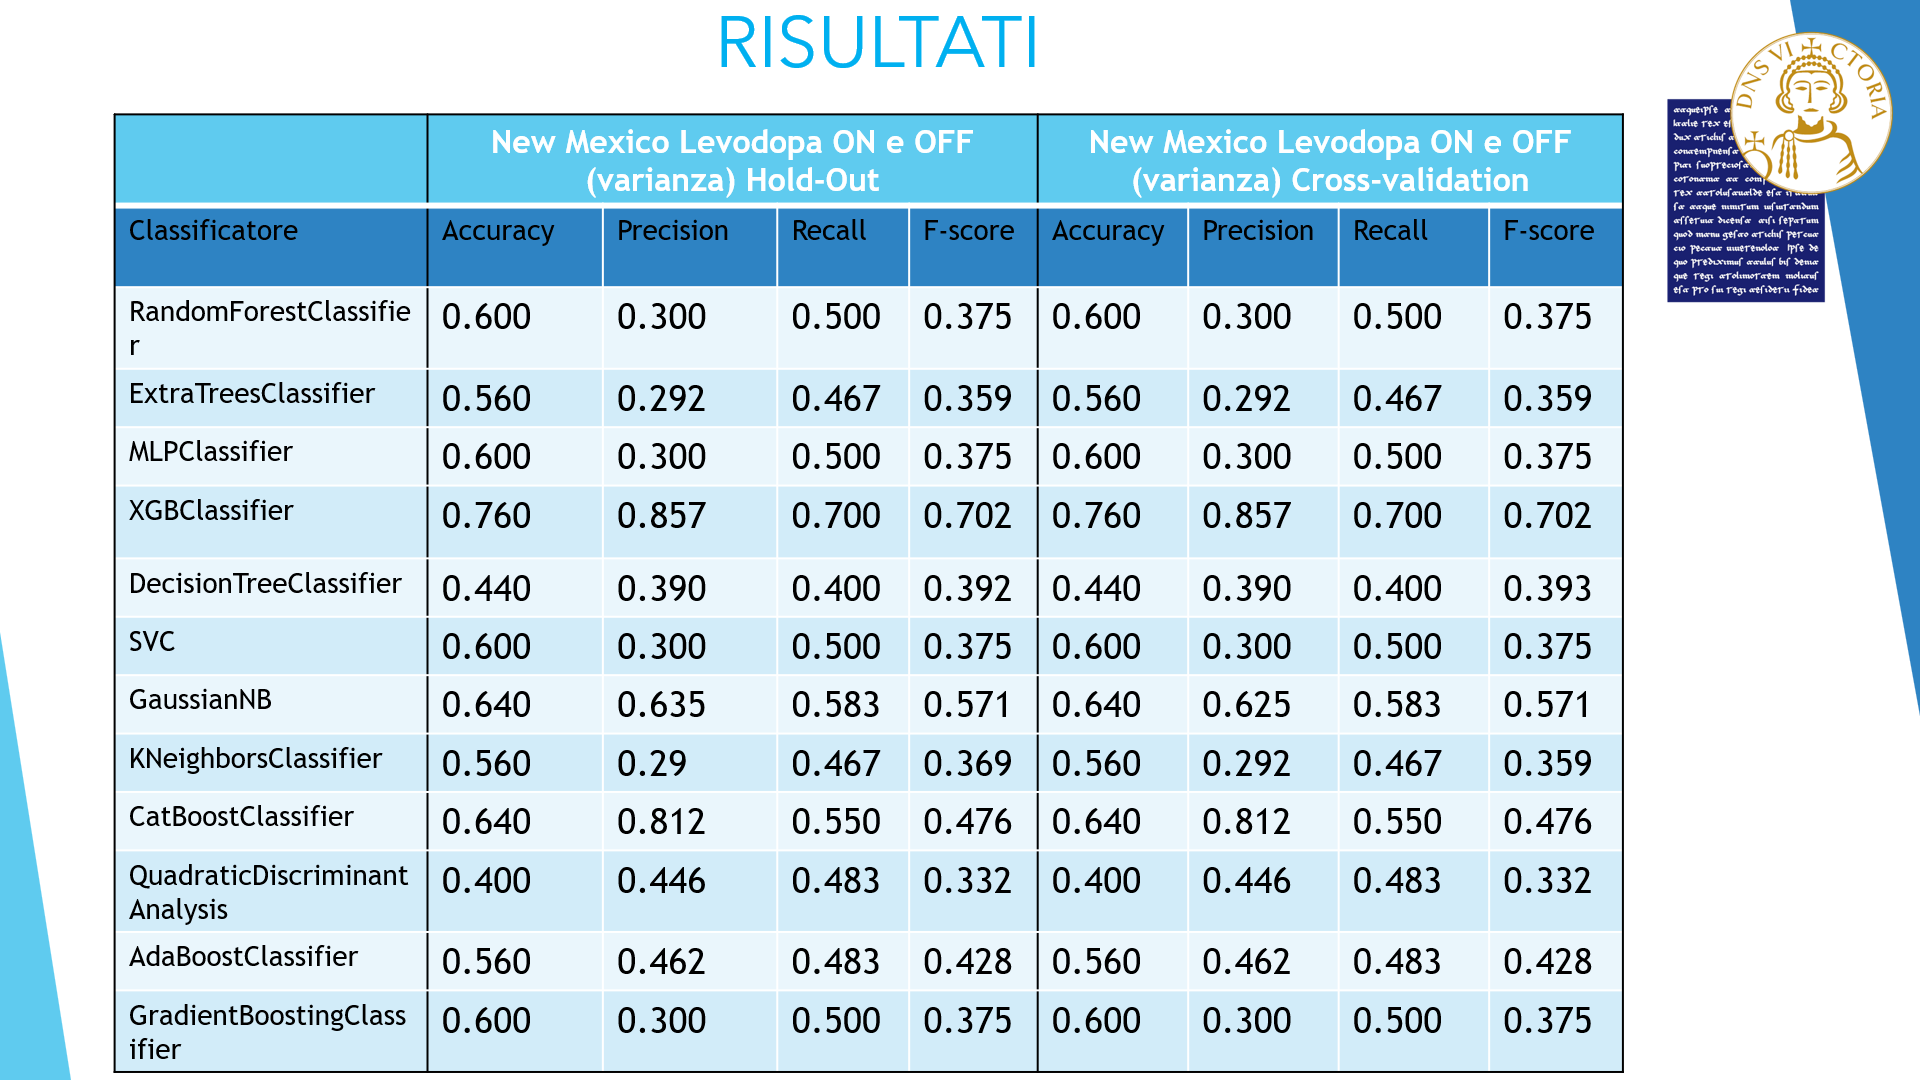 RISULTATI
New Mexico Levodopa ON e OFF
(varianza) Hold-Out
New Mexico Levodopa ON e OFF
(varianza) Cross-validation
Classificatore Accuracy Precision Recall F-score Accuracy Precision Recall F-score
RandomForestClassifie
r
0.600 0.300 0.500 0.375 0.600 0.300 0.500 0.375
ExtraTreesClassifier 0.560 0.292 0.467 0.359 0.560 0.292 0.467 0.359
MLPClassifier 0.600 0.300 0.500 0.375 0.600 0.300 0.500 0.375
XGBClassifier 0.760 0.857 0.700 0.702 0.760 0.857 0.700 0.702
DecisionTreeClassifier 0.440 0.390 0.400 0.392 0.440 0.390 0.400 0.393
SVC 0.600 0.300 0.500 0.375 0.600 0.300 0.500 0.375
GaussianNB 0.640 0.635 0.583 0.571 0.640 0.625 0.583 0.571
KNeighborsClassifier 0.560 0.29 0.467 0.369 0.560 0.292 0.467 0.359
CatBoostClassifier 0.640 0.812 0.550 0.476 0.640 0.812 0.550 0.476
QuadraticDiscriminant
Analysis
0.400 0.446 0.483 0.332 0.400 0.446 0.483 0.332
AdaBoostClassifier 0.560 0.462 0.483 0.428 0.560 0.462 0.483 0.428
GradientBoostingClass
ifier
0.600 0.300 0.500 0.375 0.600 0.300 0.500 0.375
DNS VICTORIA